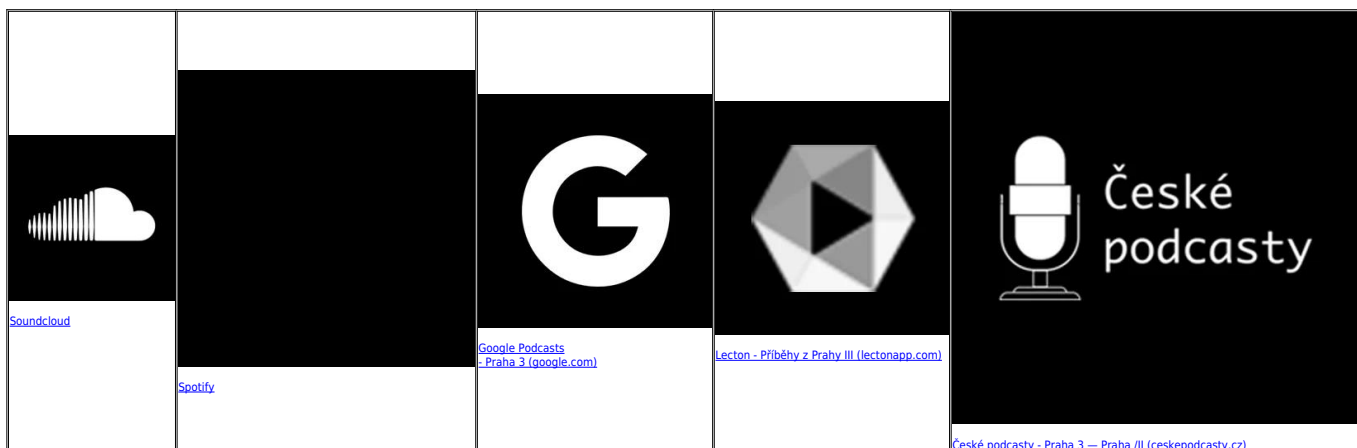 Soundcloud
Spotify
G
Google Podcasts
- Praha 3 (google.com)
Lecton - Příběhy z Prahy III (lectonapp.com)
České
podcasty
České podcasty - Praha 3 — Praha /II (ceskepodcasty.cz)